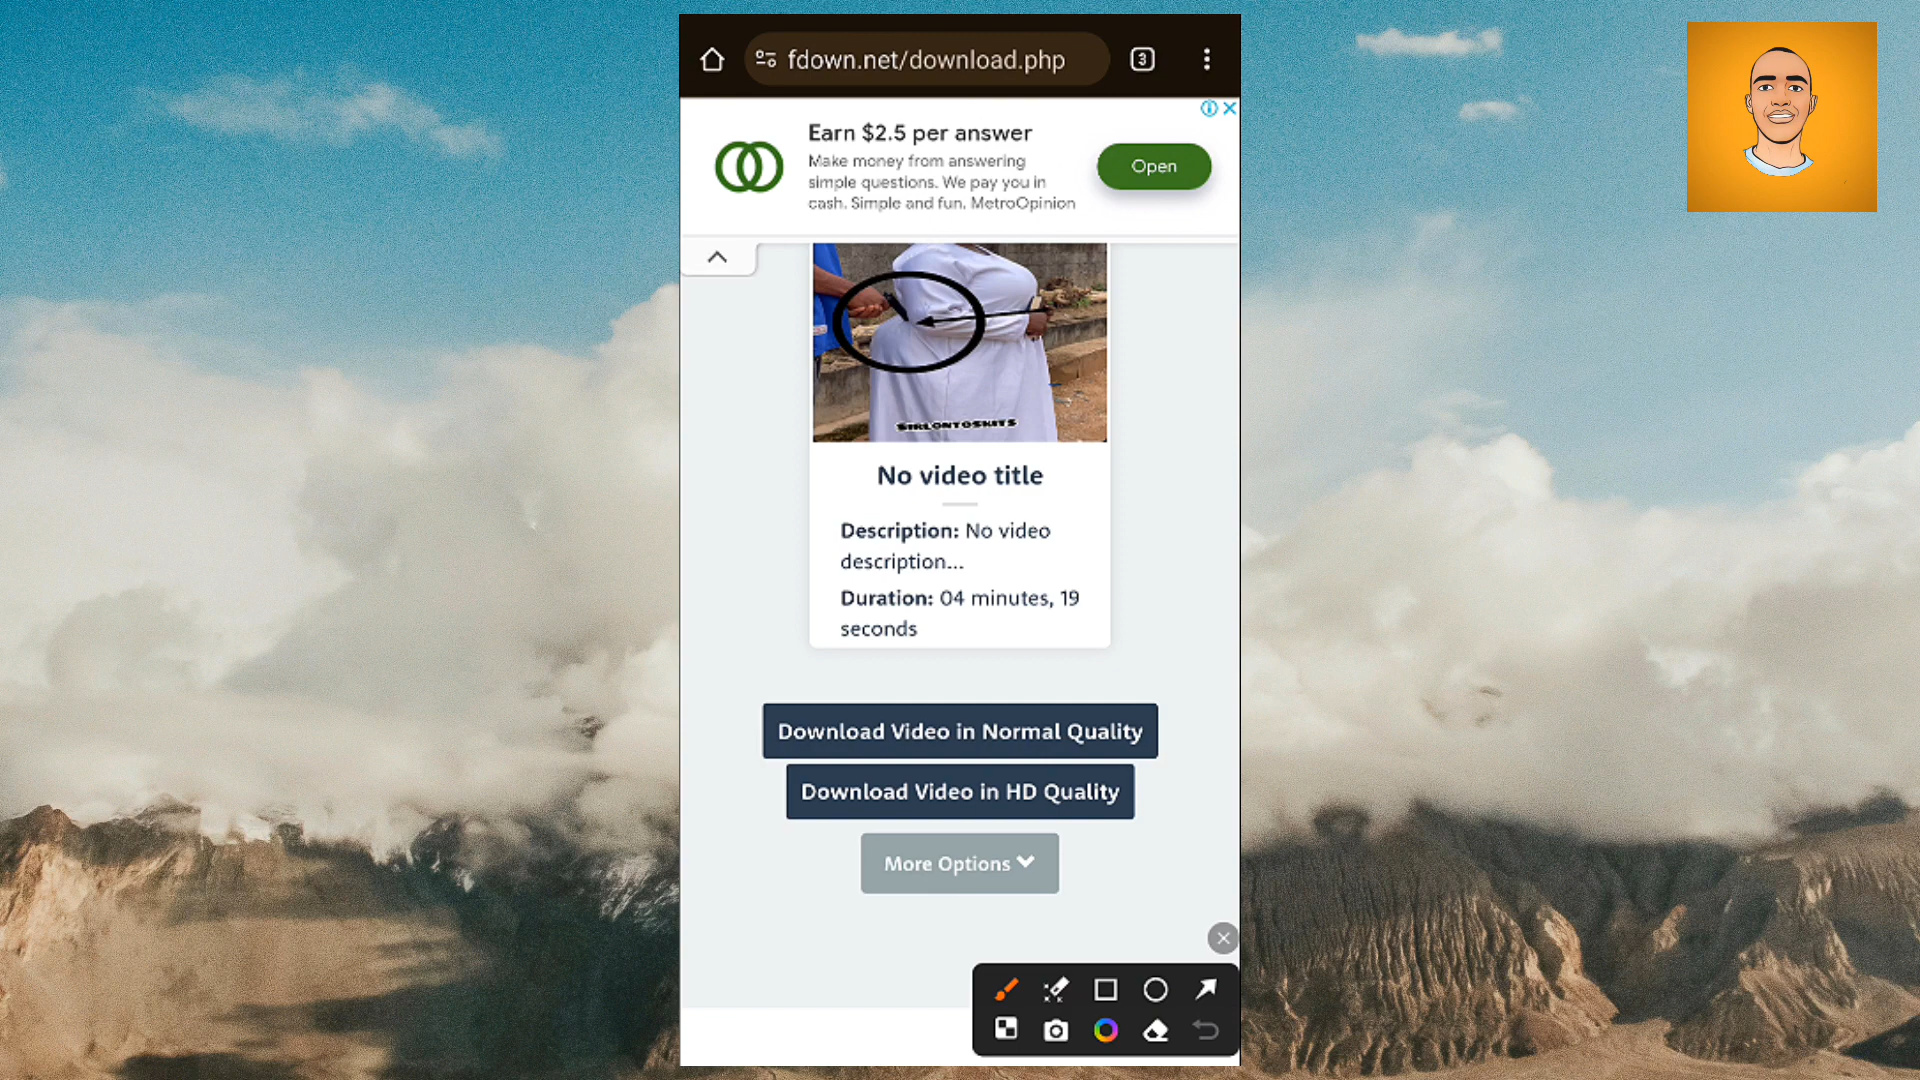 fdown.net/download.php
3
Earn $2.5 per answer
Make money from answering
simple questions. We pay you in
cash. Simple and fun. MetroOpinion
Open
SIRLONTOSKITS
No video title
Description: No video
description...
Duration: 04 minutes, 19
seconds
Download Video in Normal Quality
Download Video in HD Quality
More Options